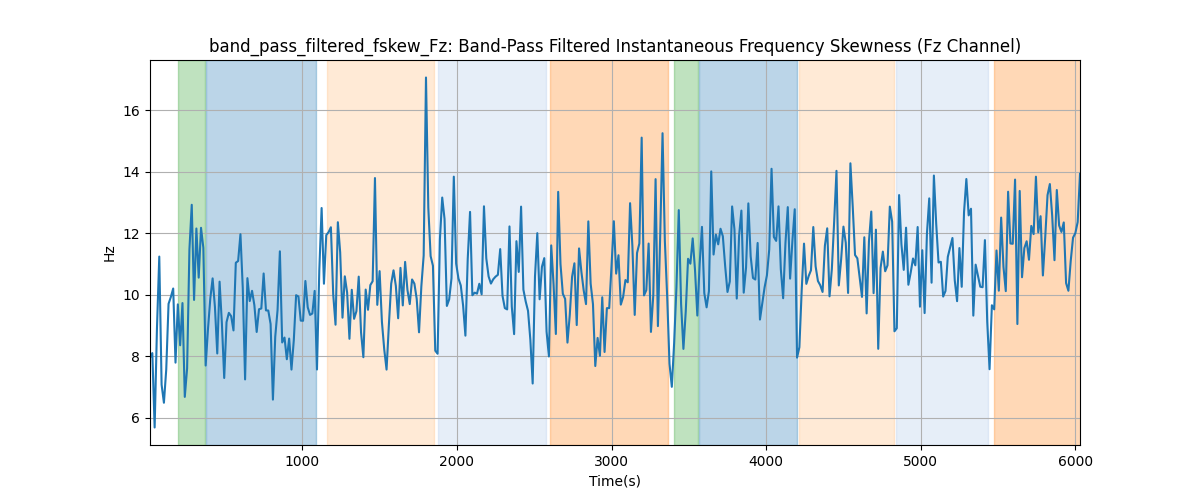 band_pass_filtered_fskew_Fz: Band-Pass Filtered Instantaneous Frequency Skewness (Fz Channel)
16
14
12
10
8
6
Hz
1000 2000 3000 4000 5000 6000
Time(s)